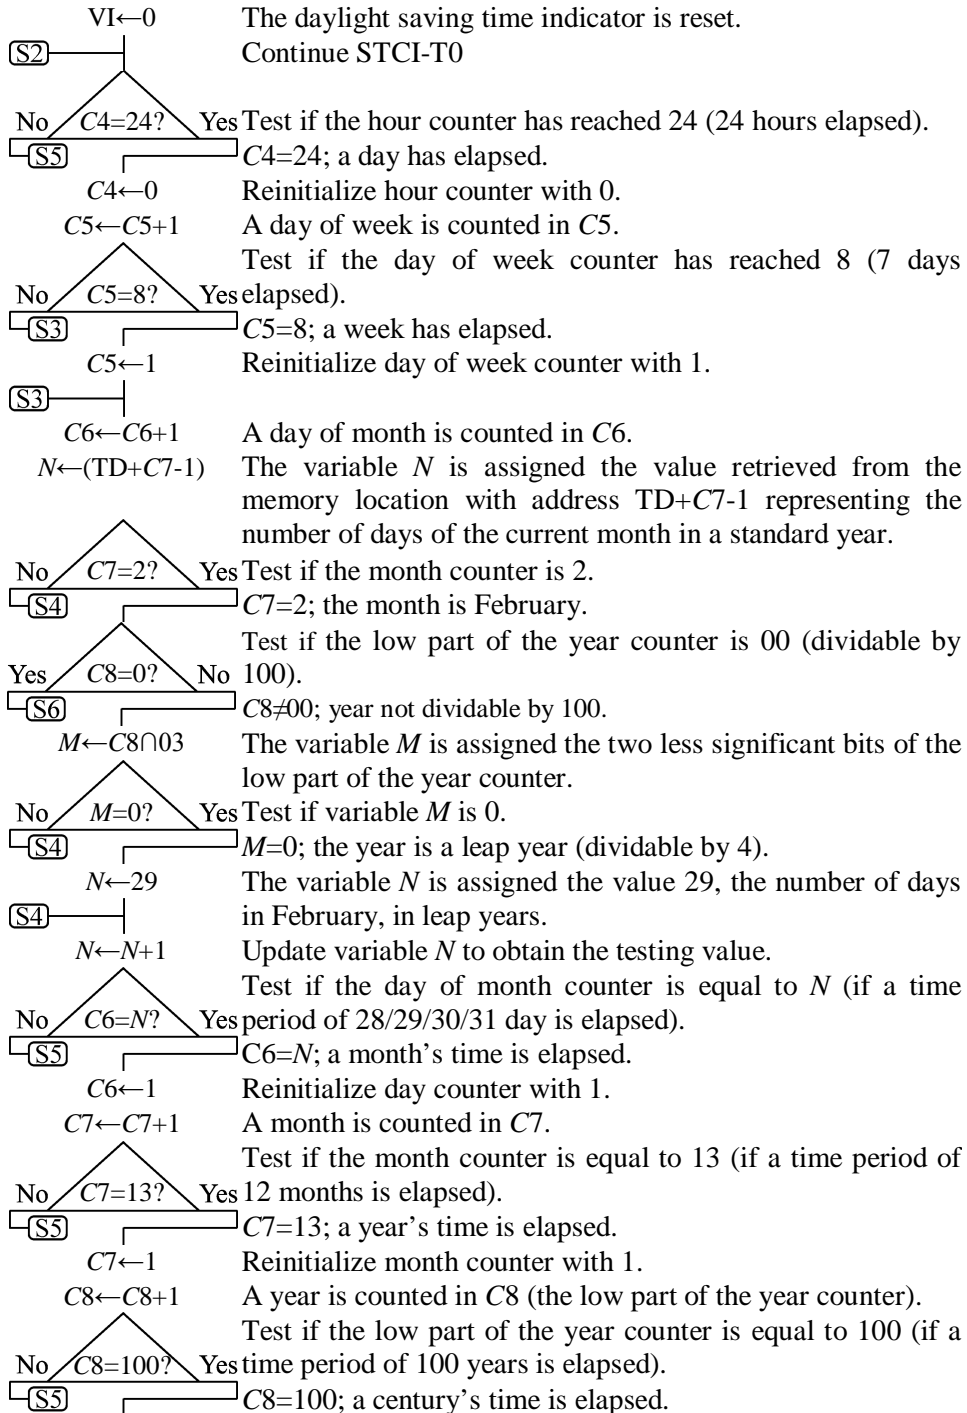 VI←0 The daylight saving time indicator is reset.
S2 Continue STCI-T0
No C4=24? Yes Test if the hour counter has reached 24 (24 hours elapsed).
S5 C4=24; a day has elapsed.
C4←0 Reinitialize hour counter with 0.
C5←C5+1 A day of week is counted in C5.
Test if the day of week counter has reached 8 (7 days
No C5=8? Yes elapsed).
S3 C5=8; a week has elapsed.
C5←1 Reinitialize day of week counter with 1.
S3
C6←C6+1 A day of month is counted in C6.
N←(TD+C7-1) The variable N is assigned the value retrieved from the
memory location with address TD+C7-1 representing the
number of days of the current month in a standard year.
No C7=2? Yes Test if the month counter is 2.
S4 C7=2; the month is February.
Test if the low part of the year counter is 00 (dividable by
Yes C8=0? No 100).
S6 C8≠00; year not dividable by 100.
M←C8∩03 The variable M is assigned the two less significant bits of the
low part of the year counter.
No M=0? Yes Test if variable M is 0.
S4 M=0; the year is a leap year (dividable by 4).
N←29 The variable N is assigned the value 29, the number of days
S4 in February, in leap years.
N←N+1 Update variable N to obtain the testing value.
Test if the day of month counter is equal to N (if a time
No C6=N? Yes period of 28/29/30/31 day is elapsed).
S5 C6=N; a month’s time is elapsed.
C6←1 Reinitialize day counter with 1.
C7←C7+1 A month is counted in C7.
Test if the month counter is equal to 13 (if a time period of
No C7=13? Yes 12 months is elapsed).
S5 C7=13; a year’s time is elapsed.
C7←1 Reinitialize month counter with 1.
C8←C8+1 A year is counted in C8 (the low part of the year counter).
Test if the low part of the year counter is equal to 100 (if a
No C8=100? Yes time period of 100 years is elapsed).
S5 C8=100; a century’s time is elapsed.